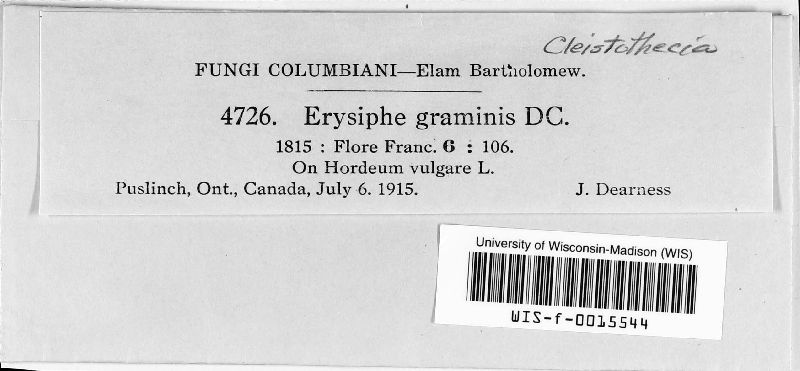 Cleistothecia
FUNGI COLUMBIANI—Elam Bartholomew.
4726. Erysiphe graminis DC.
1815 : Flore Franc. 6 : 106.
On Hordeum vulgare L.
Puslinch, Ont., Canada, July 6. 1915. J. Dearness
University of Wisconsin-Madison (WIS)
WIS-f-0015544